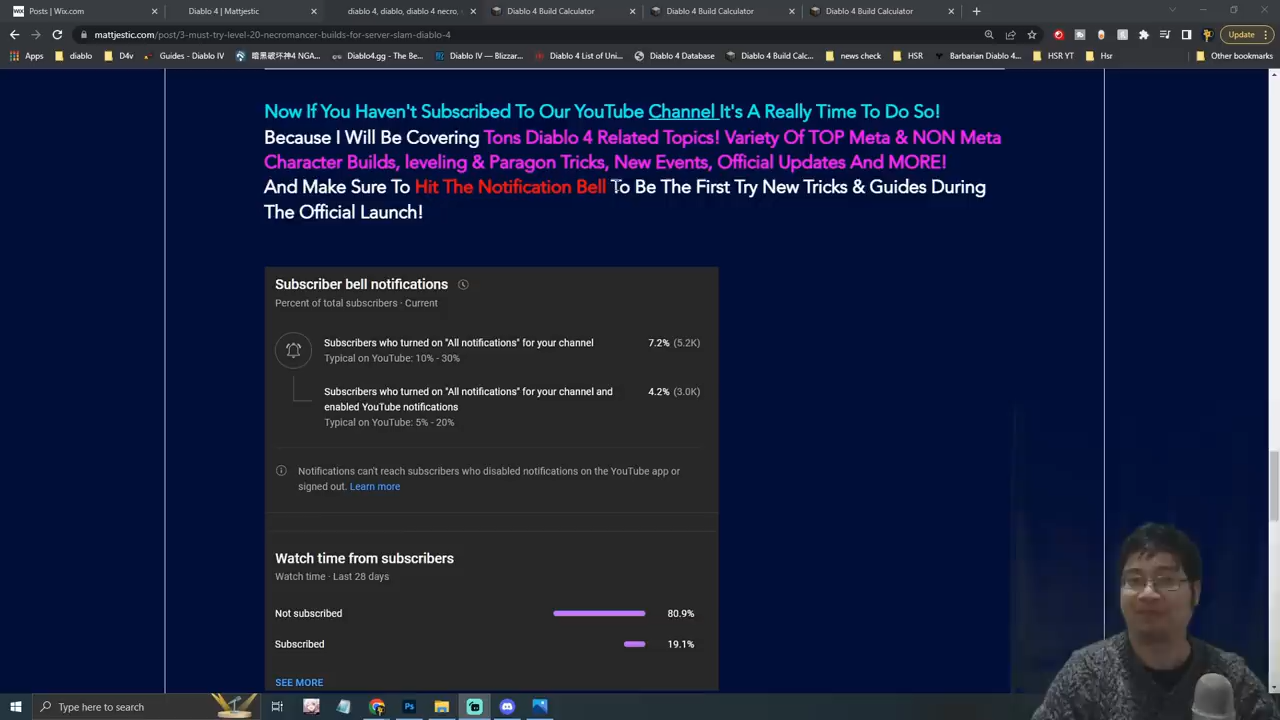 Posts | Wix.com
Diablo 4 | Mattjestic
diablo 4, diablo, diablo 4 necro,
Diablo 4 Build Calculator
Diablo 4 Build Calculator
Diablo 4 Build Calculator
mattjestic.com/post/3-must-try-level-20-necromancer-builds-for-server-slam-diablo-4
Update
Apps
diablo
D4v
Guides - Diablo IV
暗黑破坏神4 NGA...
Diablo4.gg - The Be...
Diablo IV — Blizzar...
Diablo 4 List of Uni...
Diablo 4 Database
Diablo 4 Build Calc...
news check
HSR
HSR YT
Barbarian Diablo 4...
Hsr
Other bookmarks
Now If You Haven't Subscribed To Our YouTube Channel It's A Really Time To Do So!
Because I Will Be Covering Tons Diablo 4 Related Topics! Variety Of TOP Meta & NON Meta
Character Builds, leveling & Paragon Tricks, New Events, Official Updates And MORE!
And Make Sure To Hit The Notification Bell To Be The First Try New Tricks & Guides During
The Official Launch!
Subscriber bell notifications
Percent of total subscribers · Current
Subscribers who turned on "All notifications" for your channel 7.2% (5.2K)
Typical on YouTube: 10% - 30%
Subscribers who turned on "All notifications" for your channel and 4.2% (3.0K)
enabled YouTube notifications
Typical on YouTube: 5% - 20%
Notifications can't reach subscribers who disabled notifications on the YouTube app or
signed out. Learn more
Watch time from subscribers
Watch time · Last 28 days
Not subscribed 80.9%
Subscribed 19.1%
SEE MORE
Type here to search